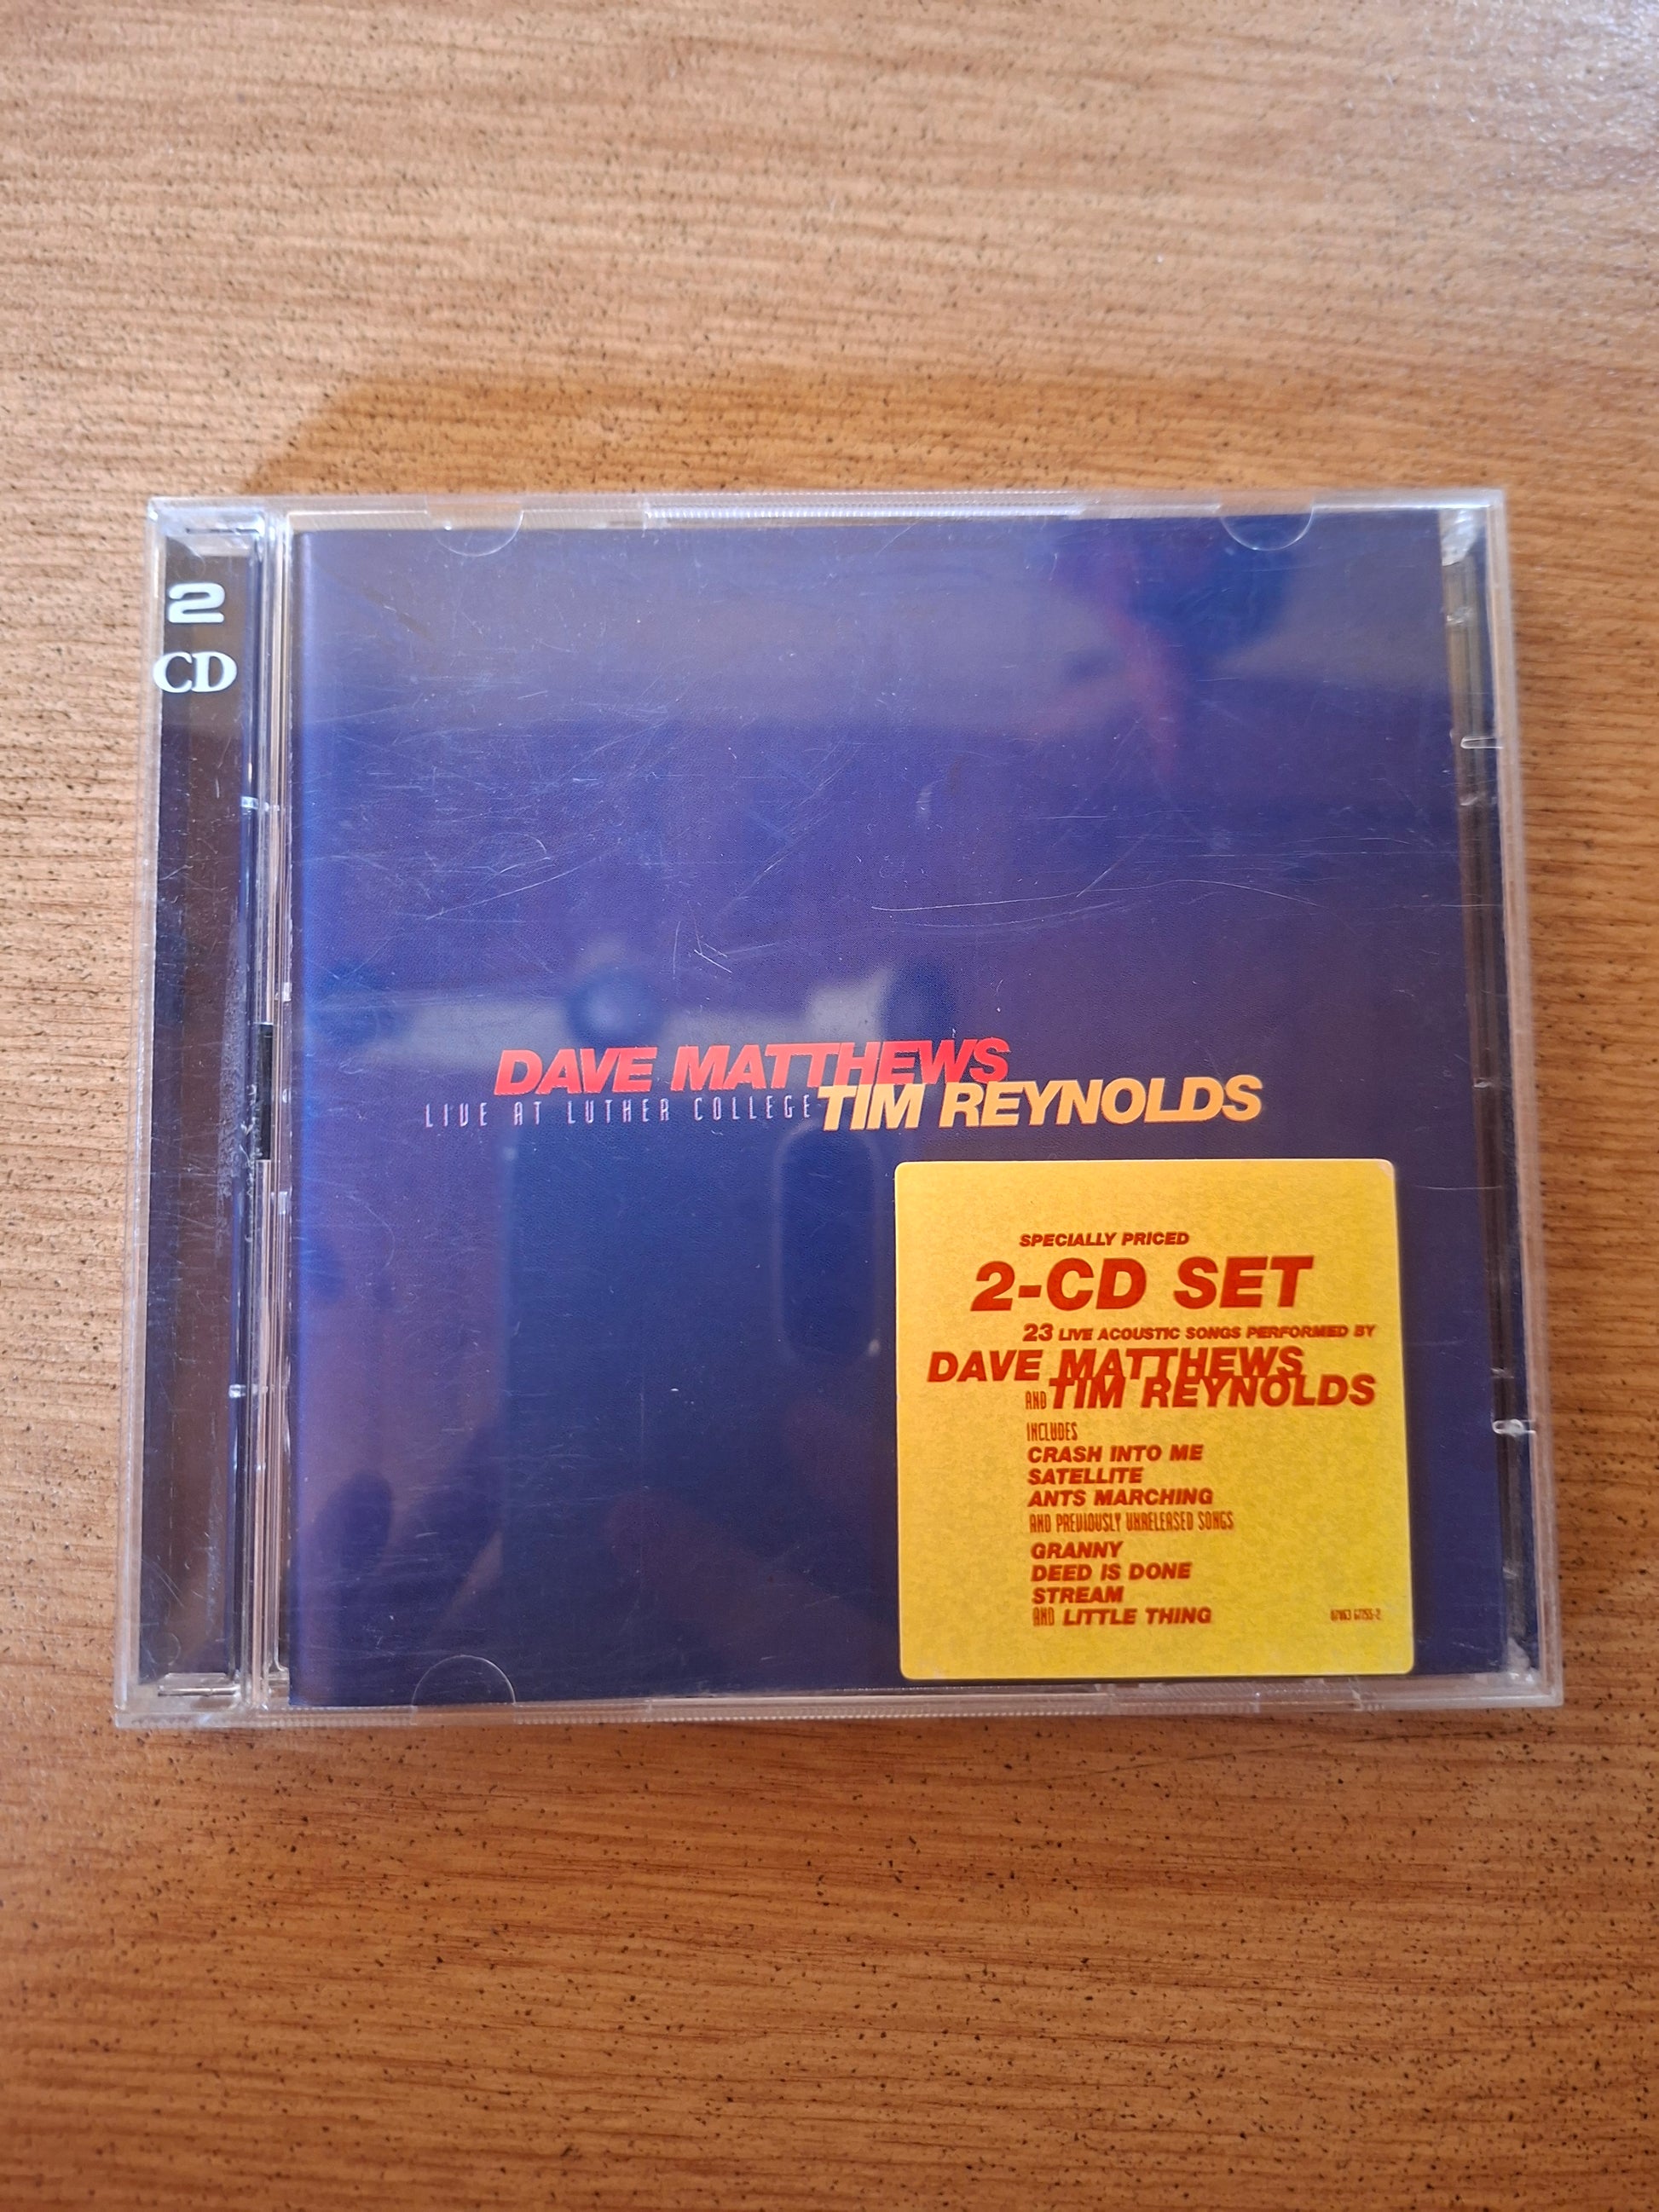 2
CD
DAVE MATTHEWS
LIVE AT LUTHER COLLEGE TIM REYNOLDS
SPECIALLY PRICED
2-CD SET
23 LIVE ACOUSTIC SONGS PERFORMED BY
DAVE MATTHEWS
AND TIM REYNOLDS
INCLUDES
CRASH INTO ME
SATELLITE
ANTS MARCHING
AND PREVIOUSLY UNRELEASED SONGS
GRANNY
DEED IS DONE
STREAM
AND LITTLE THING